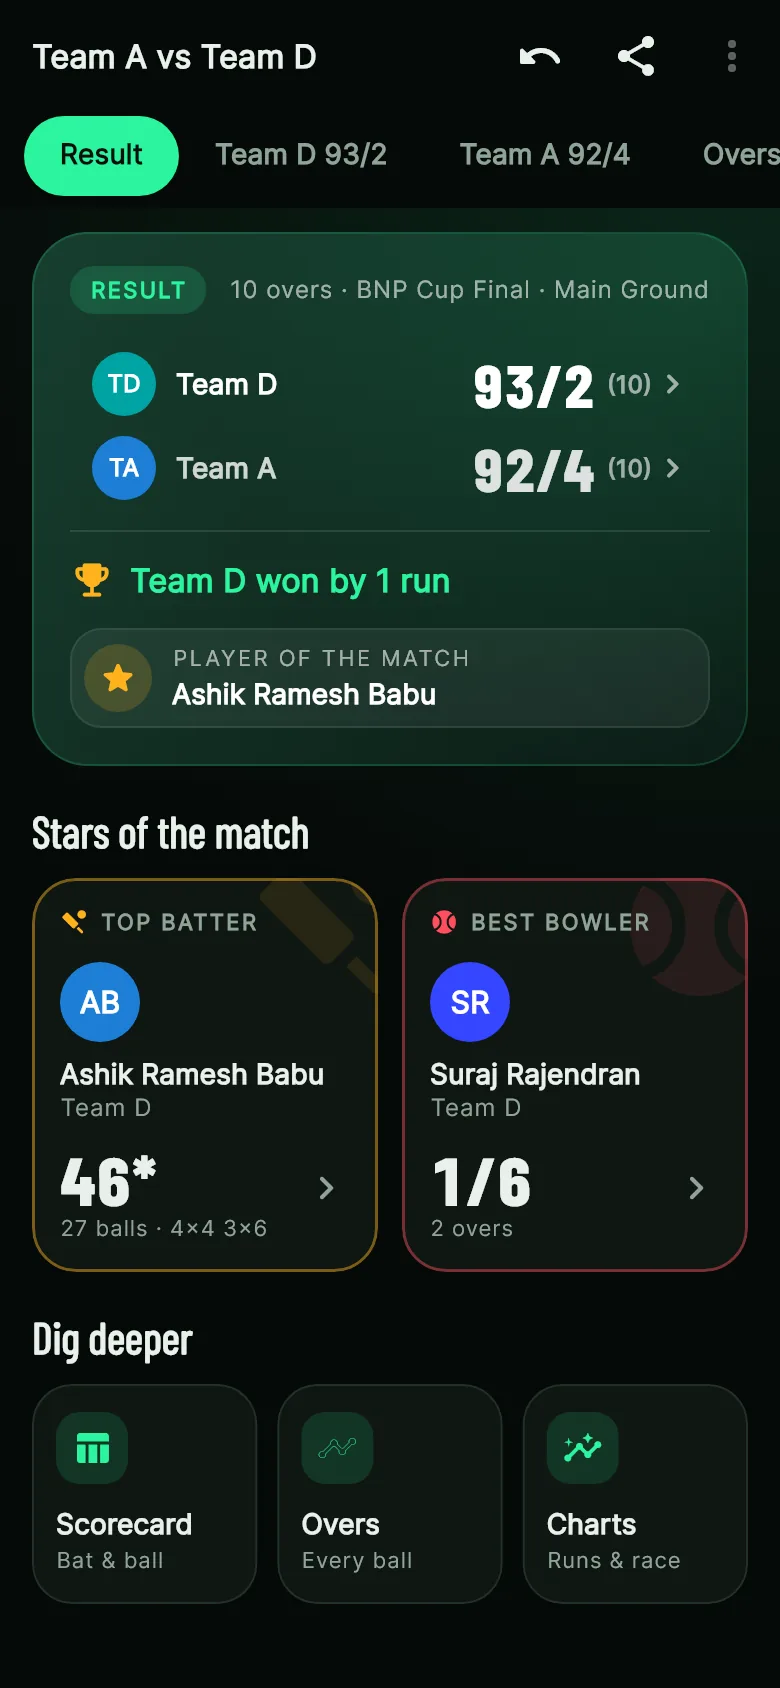 Team A vs Team D
Result Team D 93/2 Team A 92/4 Overs
RESULT 10 overs · BNP Cup Final · Main Ground
TD Team D 93/2 (10)
TA Team A 92/4 (10)
Team D won by 1 run
PLAYER OF THE MATCH
Ashik Ramesh Babu
Stars of the match
TOP BATTER
AB
Ashik Ramesh Babu
Team D
46*
27 balls · 4×4 3×6
BEST BOWLER
SR
Suraj Rajendran
Team D
1/6
2 overs
Dig deeper
Scorecard
Bat & ball
Overs
Every ball
Charts
Runs & race